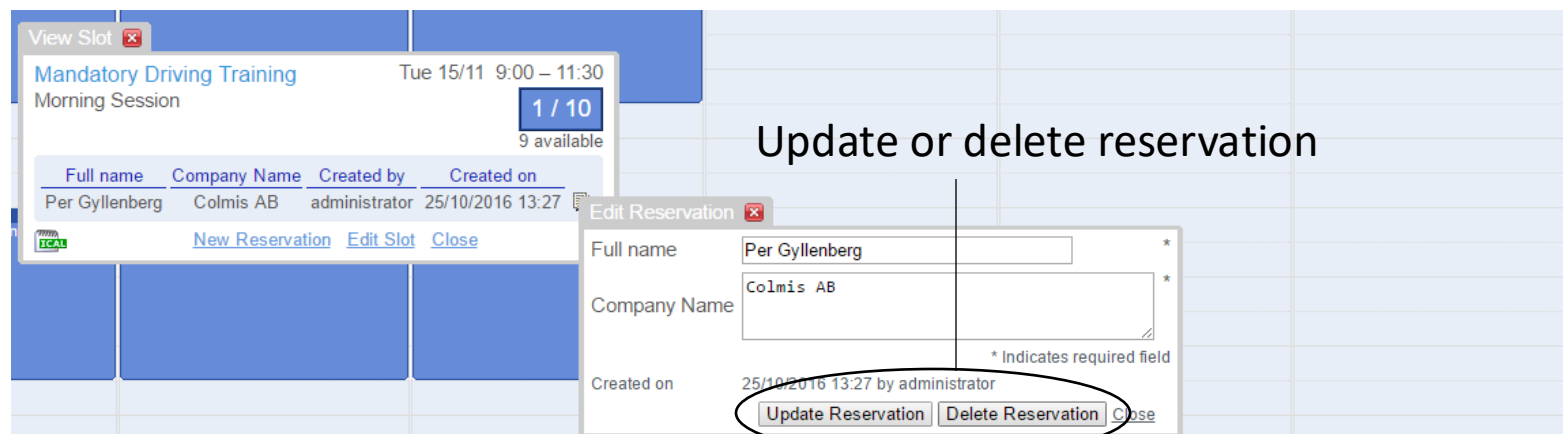 View Slot
Mandatory Driving Training Tue 15/11 9:00 – 11:30
Morning Session
1 / 10
9 available
Full name Company Name Created by Created on
Per Gyllenberg Colmis AB administrator 25/10/2016 13:27
ICAL New Reservation Edit Slot Close
Update or delete reservation
Edit Reservation
Full name Per Gyllenberg *
Company Name Colmis AB *
* Indicates required field
Created on 25/10/2016 13:27 by administrator
Update Reservation Delete Reservation Close